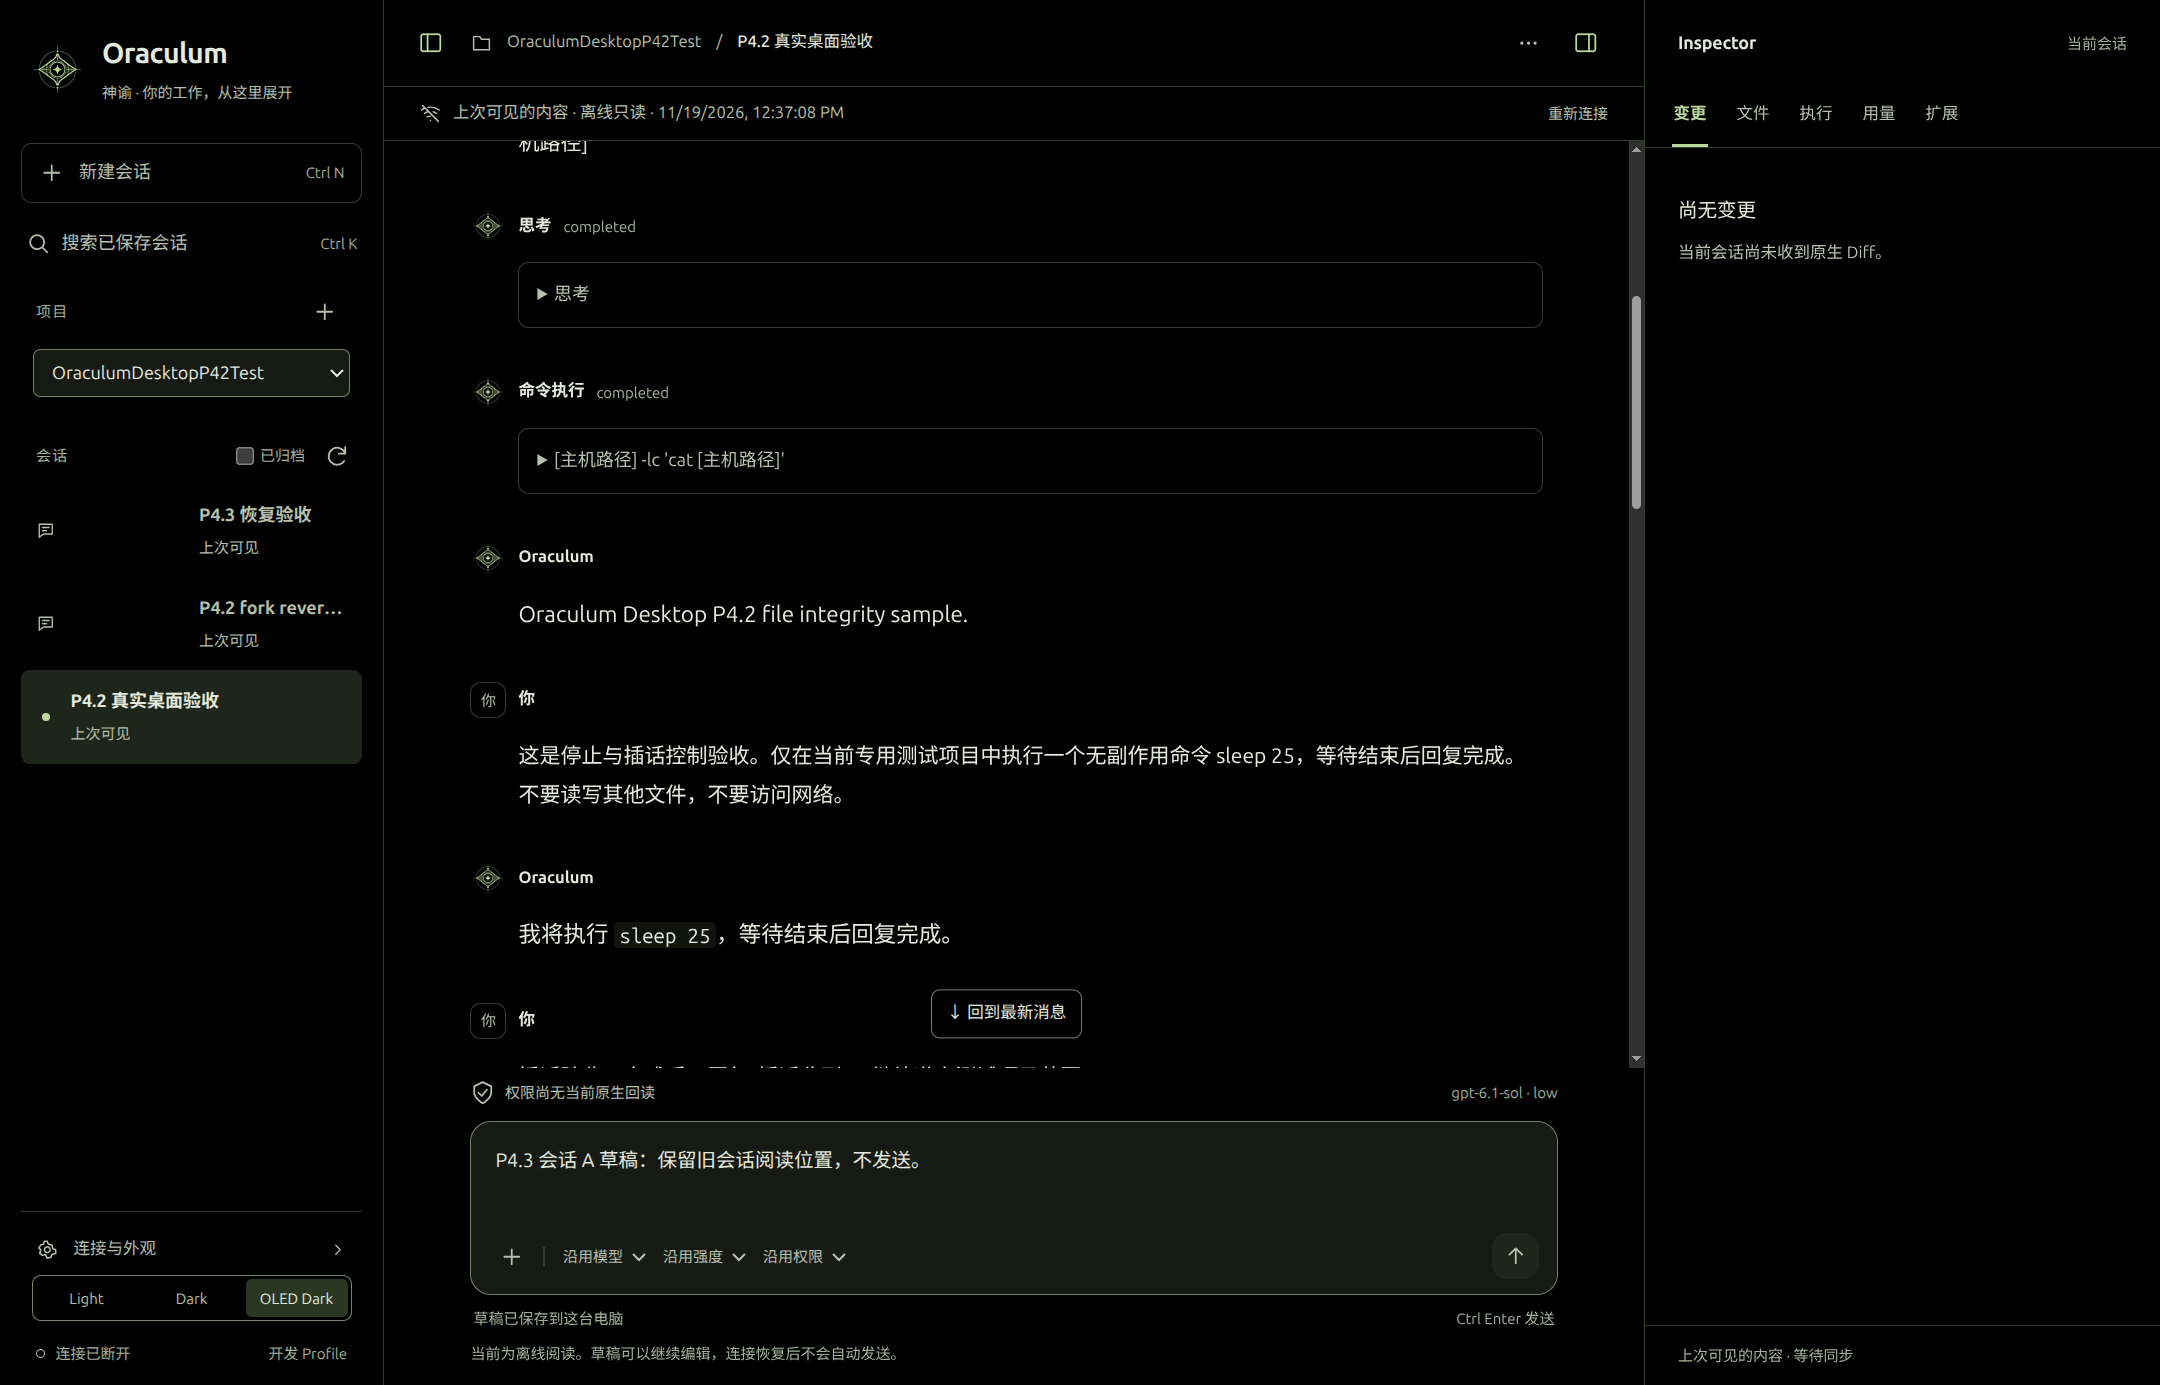 Oraculum
神谕 · 你的工作，从这里展开
新建会话 Ctrl N
搜索已保存会话 Ctrl K
项目
OraculumDesktopP42Test
会话 已归档
P4.3 恢复验收
上次可见
P4.2 fork rever...
上次可见
P4.2 真实桌面验收
上次可见
连接与外观
Light Dark OLED Dark
连接已断开 开发 Profile
OraculumDesktopP42Test / P4.2 真实桌面验收
上次可见的内容 · 离线只读 · 11/19/2026, 12:37:08 PM 重新连接
机路径]
思考 completed
思考
命令执行 completed
[主机路径] -lc 'cat [主机路径]'
Oraculum
Oraculum Desktop P4.2 file integrity sample.
你 你
这是停止与插话控制验收。仅在当前专用测试项目中执行一个无副作用命令 sleep 25，等待结束后回复完成。
不要读写其他文件，不要访问网络。
Oraculum
我将执行 sleep 25，等待结束后回复完成。
你 你
↓ 回到最新消息
权限尚无当前原生回读 gpt-6.1-sol · low
P4.3 会话 A 草稿：保留旧会话阅读位置，不发送。
沿用模型 沿用强度 沿用权限
草稿已保存到这台电脑 Ctrl Enter 发送
当前为离线阅读。草稿可以继续编辑，连接恢复后不会自动发送。
Inspector 当前会话
变更 文件 执行 用量 扩展
尚无变更
当前会话尚未收到原生 Diff。
上次可见的内容 · 等待同步